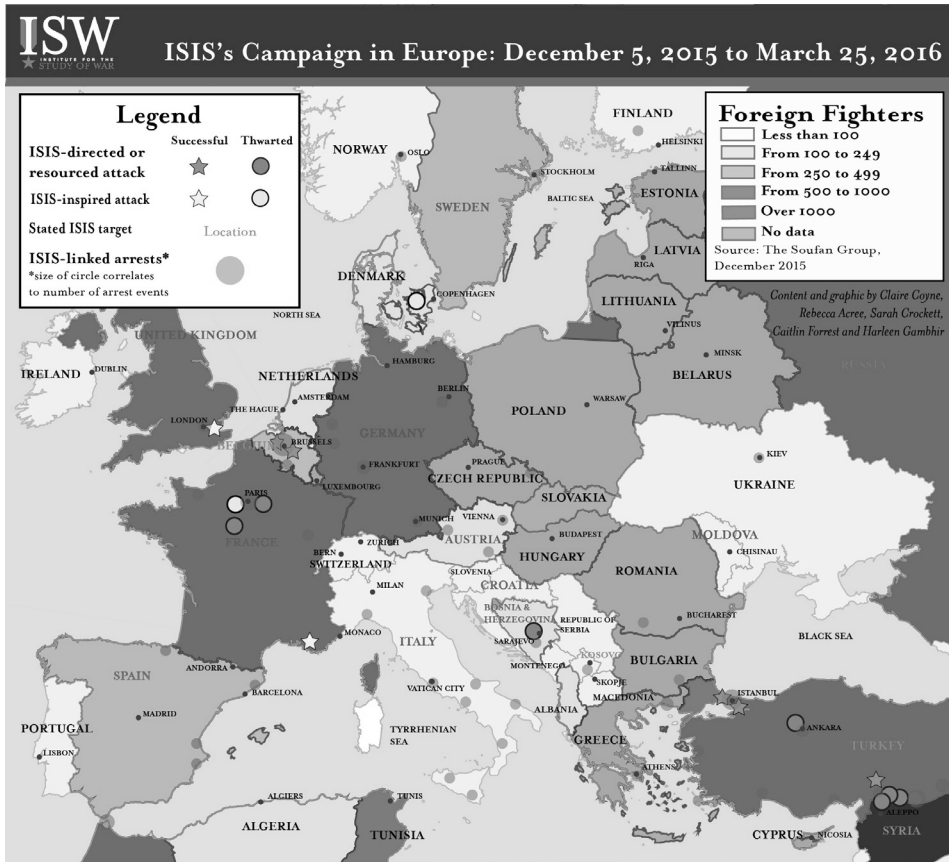 ISW
INSTITUTE FOR THE
STUDY OF WAR
ISIS's Campaign in Europe: December 5, 2015 to March 25, 2016
Legend
Successful Thwarted
ISIS-directed or
resourced attack
ISIS-inspired attack
Stated ISIS target Location
ISIS-linked arrests*
*size of circle correlates
to number of arrest events
Foreign Fighters
Less than 100
From 100 to 249
From 250 to 499
From 500 to 1000
Over 1000
No data
Source: The Soufan Group,
December 2015
Content and graphic by Claire Coyne,
Rebecca Acree, Sarah Crockett,
Caitlin Forrest and Harleen Gambhir
FINLAND
HELSINKI
NORWAY
OSLO
TALLINN
STOCKHOLM
ESTONIA
BALTIC SEA
SWEDEN
LATVIA
RIGA
DENMARK
COPENHAGEN
LITHUANIA
NORTH SEA
VILINUS
UNITED KINGDOM
MINSK
HAMBURG
RUSSIA
IRELAND
DUBLIN
NETHERLANDS
BELARUS
BERLIN
AMSTERDAM
WARSAW
THE HAGUE
POLAND
LONDON
GERMANY
BELGIUM
BRUSSELS
KIEV
PRAGUE
FRANKFURT
CZECH REPUBLIC
UKRAINE
LUXEMBOURG
PARIS
SLOVAKIA
MUNICH
VIENNA
MOLDOVA
BUDAPEST
AUSTRIA
FRANCE
ZURICH
BERN
CHISINAU
HUNGARY
SWITZERLAND
SLOVENIA
ROMANIA
MILAN
CROATIA
BOSNIA &
HERZEGOVINA
REPUBLIC OF
SERBIA
BUCHAREST
MONACO
SARAJEVO
BLACK SEA
ITALY
KOSOVO
BULGARIA
ANDORRA
MONTENEGRO
SPAIN
SKOPJE
VATICAN CITY
BARCELONA
MACEDONIA
ISTANBUL
ALBANIA
MADRID
PORTUGAL
ANKARA
TYRRHENIAN
SEA
GREECE
TURKEY
LISBON
ATHENS
ALGIERS
TUNIS
ALEPPO
ALGERIA
TUNISIA
CYPRUS
NICOSIA
SYRIA